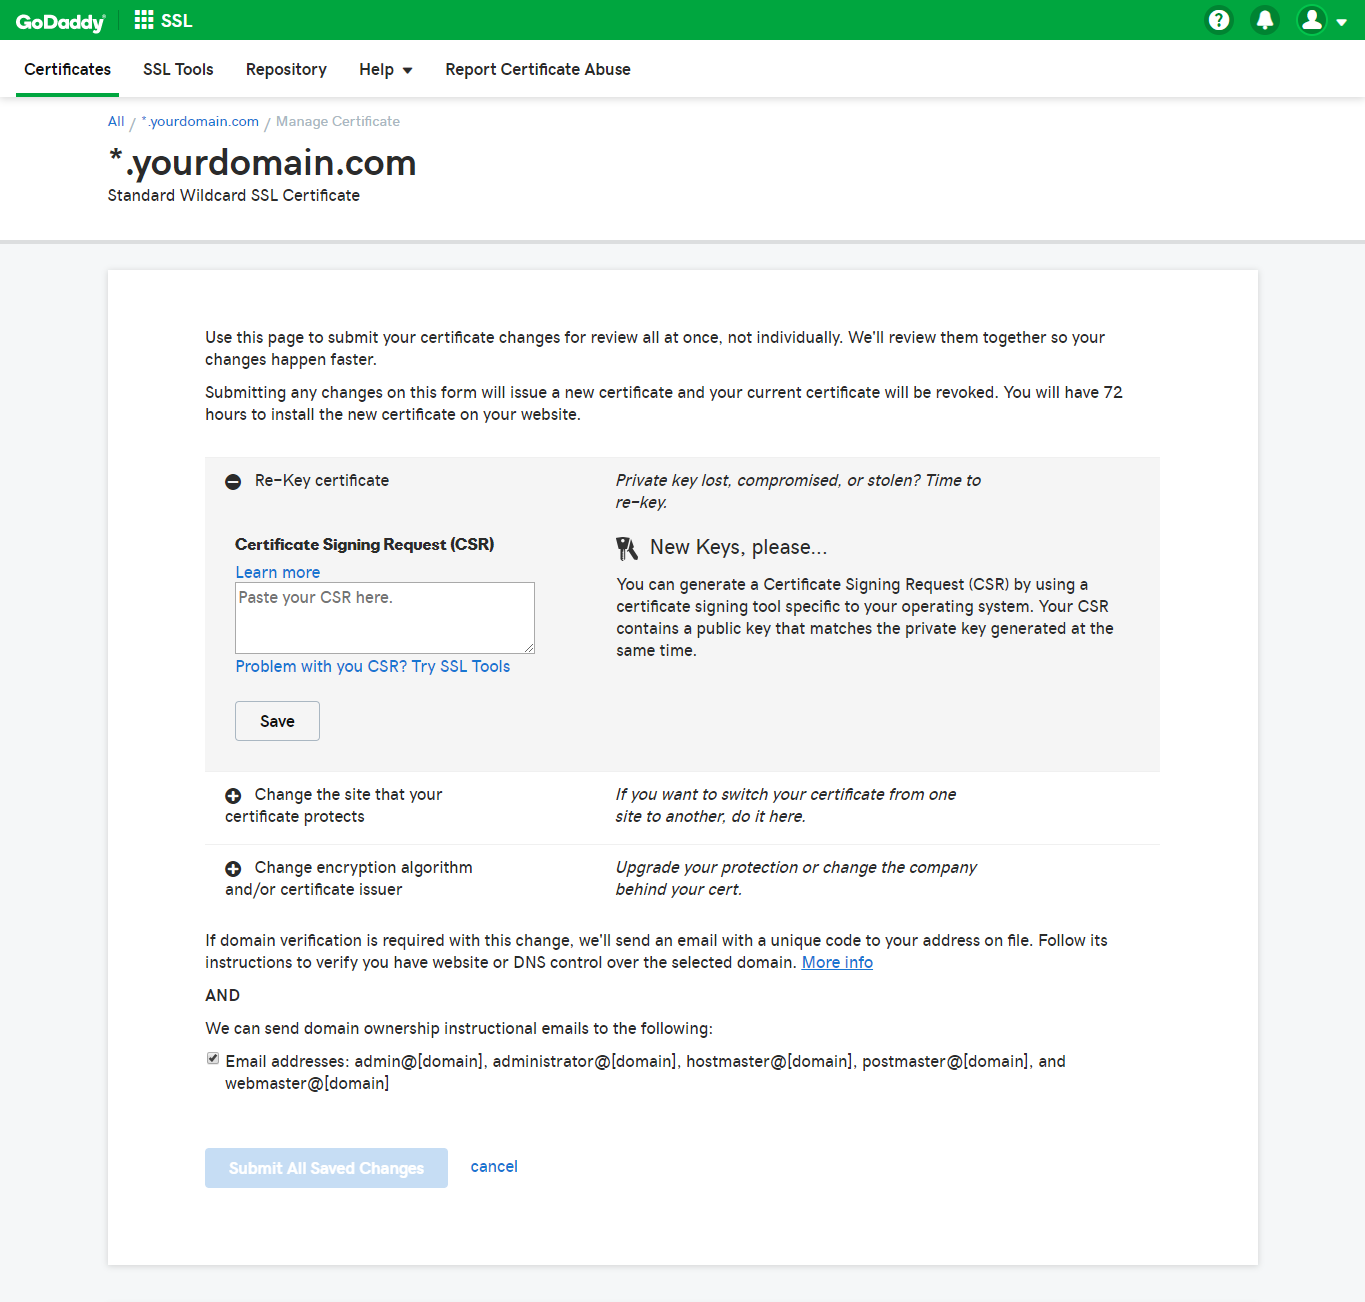 GoDaddy SSL
Certificates SSL Tools Repository Help Report Certificate Abuse
All / *.yourdomain.com / Manage Certificate
*.yourdomain.com
Standard Wildcard SSL Certificate
Use this page to submit your certificate changes for review all at once, not individually. We'll review them together so your
changes happen faster.
Submitting any changes on this form will issue a new certificate and your current certificate will be revoked. You will have 72
hours to install the new certificate on your website.
Re-Key certificate
Private key lost, compromised, or stolen? Time to
re-key.
Certificate Signing Request (CSR)
Learn more
Paste your CSR here.
Problem with you CSR? Try SSL Tools
Save
New Keys, please...
You can generate a Certificate Signing Request (CSR) by using a
certificate signing tool specific to your operating system. Your CSR
contains a public key that matches the private key generated at the
same time.
Change the site that your
certificate protects
If you want to switch your certificate from one
site to another, do it here.
Change encryption algorithm
and/or certificate issuer
Upgrade your protection or change the company
behind your cert.
If domain verification is required with this change, we'll send an email with a unique code to your address on file. Follow its
instructions to verify you have website or DNS control over the selected domain. More info
AND
We can send domain ownership instructional emails to the following:
Email addresses: admin@[domain], administrator@[domain], hostmaster@[domain], postmaster@[domain], and
webmaster@[domain]
Submit All Saved Changes cancel